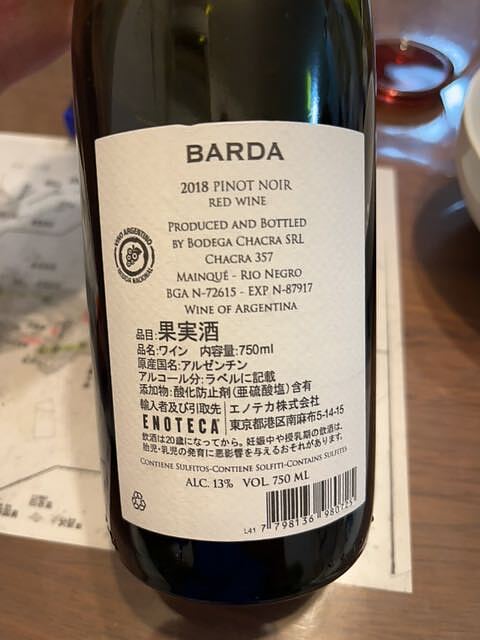 BARDA
2018 PINOT NOIR
RED WINE
PRODUCED AND BOTTLED
BY BODEGA CHACRA SRL
CHACRA 357
MAINQUÉ - RIO NEGRO
BGA N-72615 - EXP N-87917
WINE OF ARGENTINA
VINO ARGENTINO
BEBIDA NACIONAL
品目:果実酒
品名:ワイン 内容量:750ml
原産国名:アルゼンチン
アルコール分:ラベルに記載
添加物:酸化防止剤(亜硫酸塩)含有
輸入者及び引取先 エノテカ株式会社
ENOTECA 東京都港区南麻布5-14-15
飲酒は20歳になってから。妊娠中や授乳期の飲酒は、
胎児・乳児の発育に悪影響を与えるおそれがあります。
CONTIENE SULFITOS-CONTIENE SOLFITI-CONTAINS SULFITES
ALC. 13% VOL 750 ML
L41 7 798136 980725